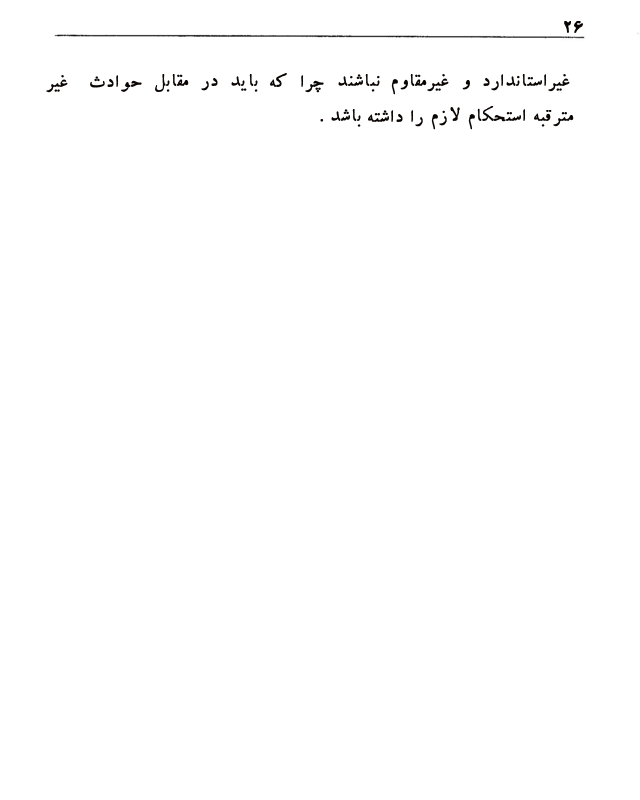 ۲۶
غیراستاندارد و غیرمقاوم نباشند چرا که باید در مقابل حوادث غیر
مترقبه استحکام لازم را داشته باشد .